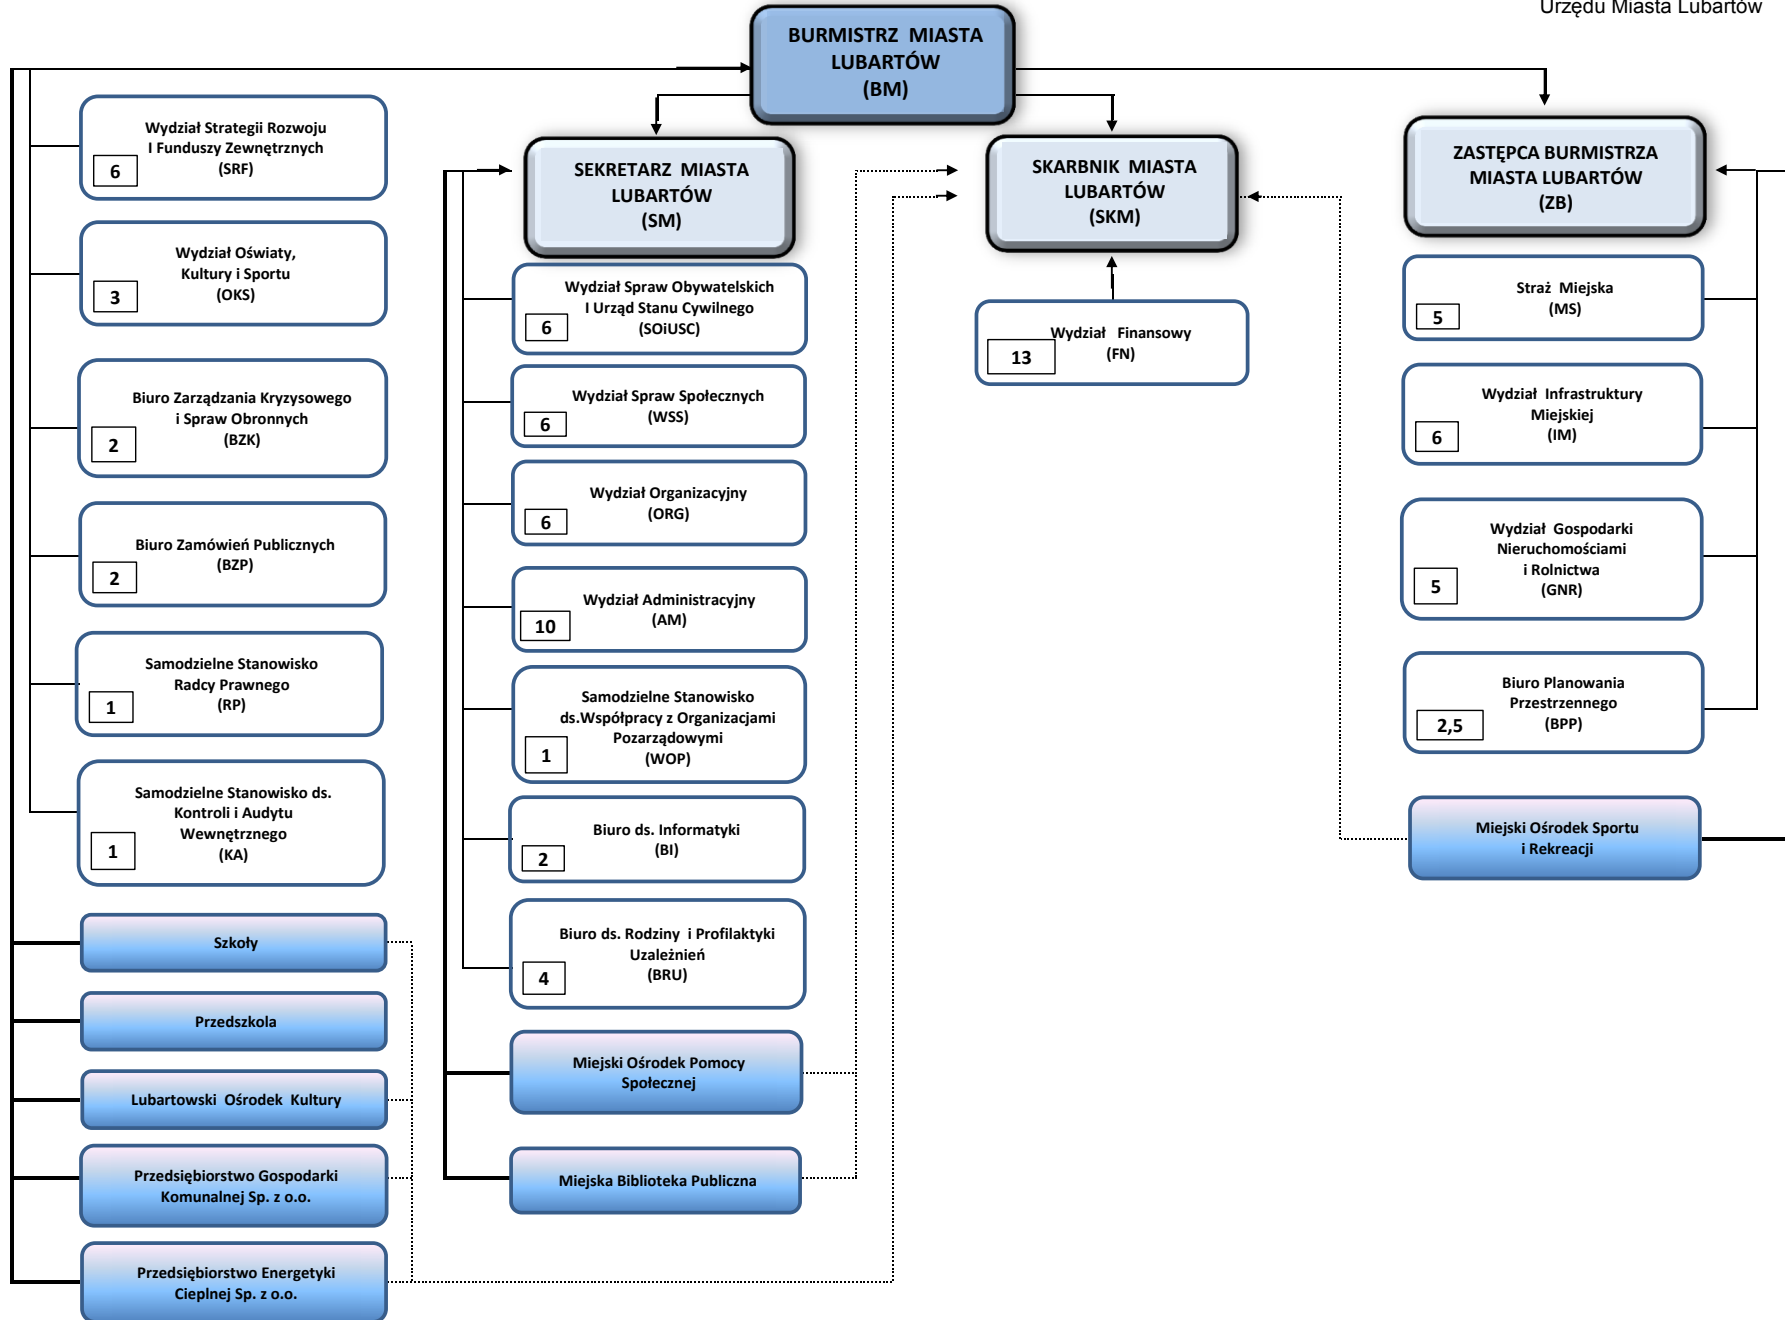 Urzędu Miasta Lubartów
BURMISTRZ MIASTA
LUBARTÓW
(BM)
Wydział Strategii Rozwoju
I Funduszy Zewnętrznych
(SRF)
6
Wydział Oświaty,
Kultury i Sportu
(OKS)
3
Biuro Zarządzania Kryzysowego
i Spraw Obronnych
(BZK)
2
Biuro Zamówień Publicznych
(BZP)
2
Samodzielne Stanowisko
Radcy Prawnego
(RP)
1
Samodzielne Stanowisko ds.
Kontroli i Audytu
Wewnętrznego
(KA)
1
Szkoły
Przedszkola
Lubartowski Ośrodek Kultury
Przedsiębiorstwo Gospodarki
Komunalnej Sp. z o.o.
Przedsiębiorstwo Energetyki
Cieplnej Sp. z o.o.
SEKRETARZ MIASTA
LUBARTÓW
(SM)
Wydział Spraw Obywatelskich
I Urząd Stanu Cywilnego
(SOiUSC)
6
Wydział Spraw Społecznych
(WSS)
6
Wydział Organizacyjny
(ORG)
6
Wydział Administracyjny
(AM)
10
Samodzielne Stanowisko
ds.Współpracy z Organizacjami
Pozarządowymi
(WOP)
1
Biuro ds. Informatyki
(BI)
2
Biuro ds. Rodziny i Profilaktyki
Uzależnień
(BRU)
4
Miejski Ośrodek Pomocy
Społecznej
Miejska Biblioteka Publiczna
SKARBNIK MIASTA
LUBARTÓW
(SKM)
Wydział Finansowy
(FN)
13
ZASTĘPCA BURMISTRZA
MIASTA LUBARTÓW
(ZB)
Straż Miejska
(MS)
5
Wydział Infrastruktury
Miejskiej
(IM)
6
Wydział Gospodarki
Nieruchomościami
i Rolnictwa
(GNR)
5
Biuro Planowania
Przestrzennego
(BPP)
2,5
Miejski Ośrodek Sportu
i Rekreacji